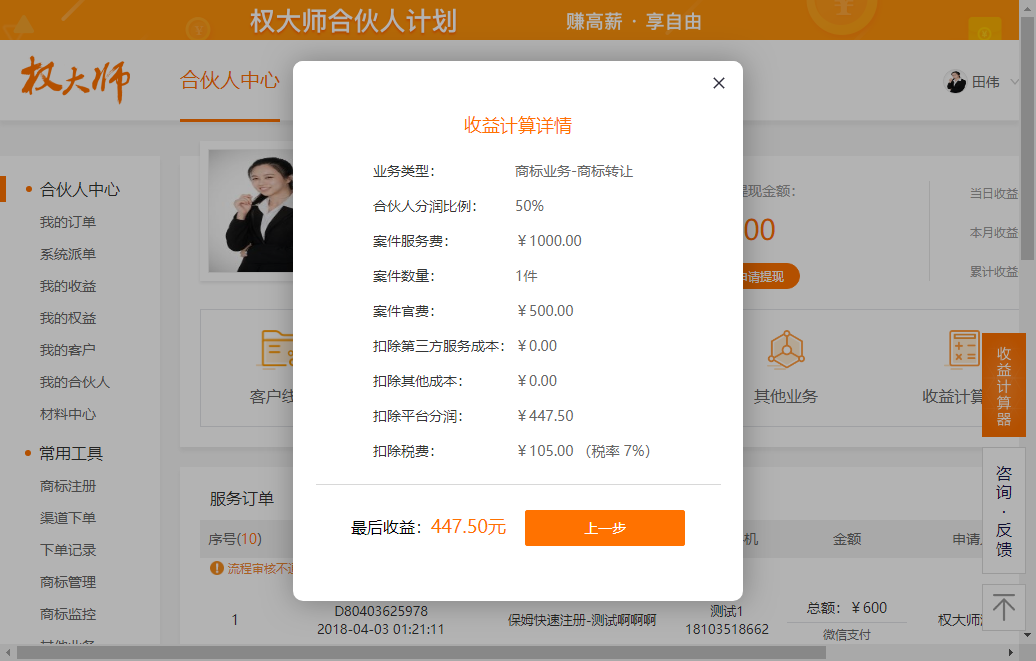 权大师合伙人计划
赚高薪 · 享自由
权大师
合伙人中心
田伟
合伙人中心
我的订单
系统派单
我的收益
我的权益
我的客户
我的合伙人
材料中心
常用工具
商标注册
渠道下单
下单记录
商标管理
商标监控
收益计算详情
业务类型： 商标业务-商标转让
合伙人分润比例： 50%
案件服务费： ￥1000.00
案件数量： 1件
案件官费： ￥500.00
扣除第三方服务成本： ￥0.00
扣除其他成本： ￥0.00
扣除平台分润： ￥447.50
扣除税费： ￥105.00 （税率 7%）
最后收益： 447.50元
上一步
现金额：
00
请提现
当日收益
本月收益
累计收益
客户线
其他业务
收益计算
收益计算器
咨询·反馈
服务订单
序号(10)
机
金额
申请
流程审核不
1
D80403625978
2018-04-03 01:21:11
保姆快速注册-测试啊啊啊
测试1
18103518662
总额：￥600
微信支付
权大师